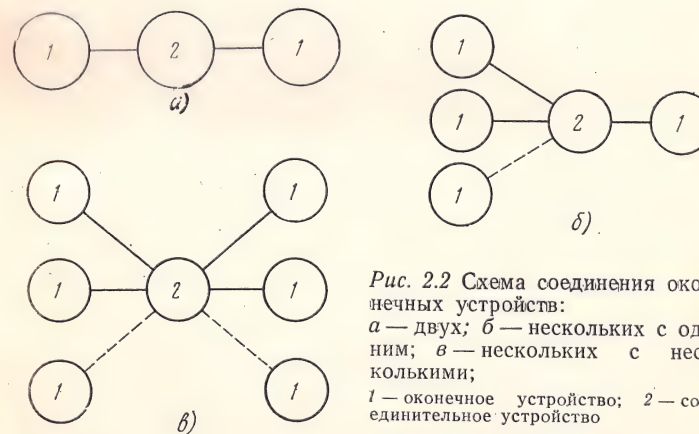 1 2 1
а)
1
1 2 1
1
б)
1 1
1 2 1
1 1
в)
Рис. 2.2 Схема соединения око-
нечных устройств:
а — двух; б — нескольких с од-
ним; в — нескольких с нес-
колькими;
1 — оконечное устройство; 2 — со-
единительное устройство